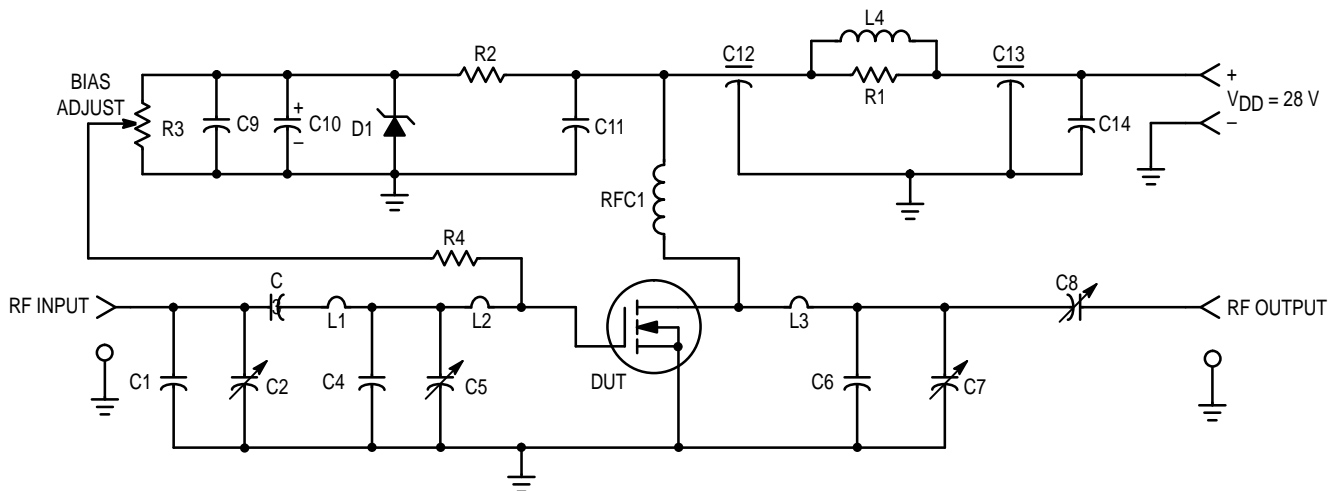 L4
R2
C12
C13
BIAS
ADJUST
+
R1
+
VDD = 28 V
R3
C9
C10
D1
C11
C14
–
–
RFC1
R4
C
3
C8
RF INPUT
L1
L2
L3
RF OUTPUT
C1
C2
C4
C5
DUT
C6
C7